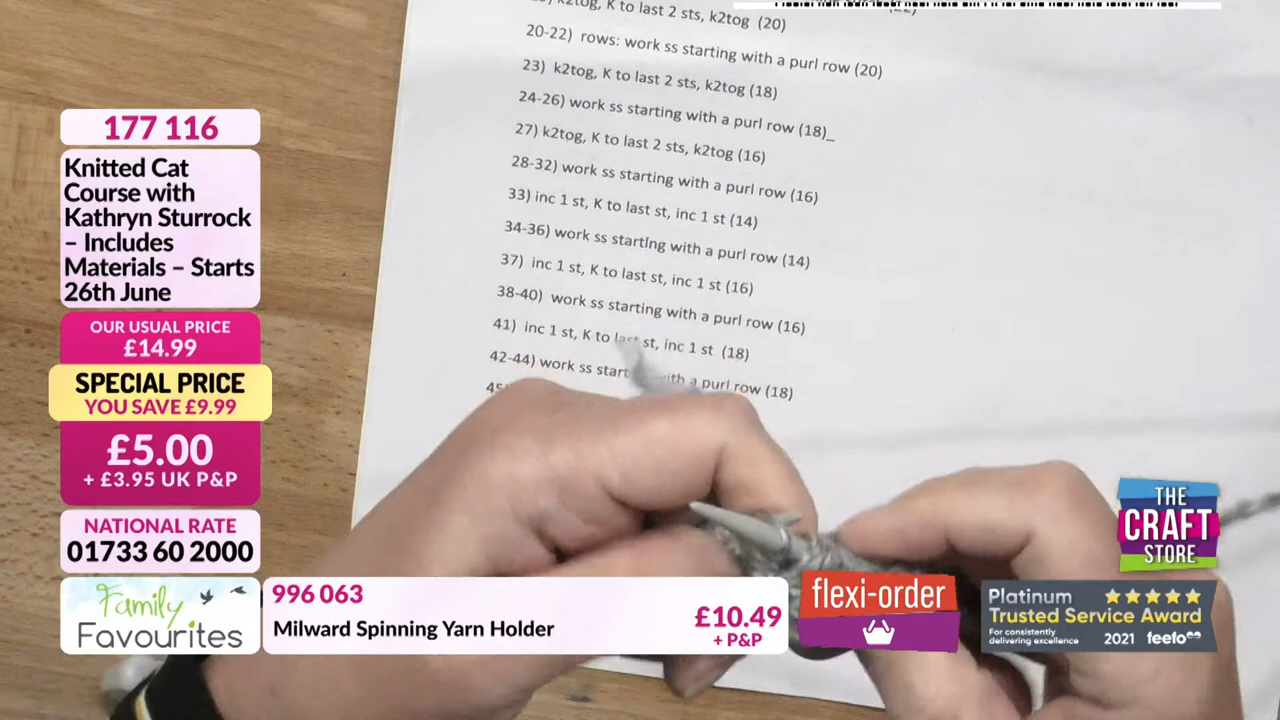 k2tog, K to last 2 sts, k2tog (20)
20-22) rows: work ss starting with a purl row (20)
23) k2tog, K to last 2 sts, k2tog (18)
24-26) work ss starting with a purl row (18)_
27) k2tog, K to last 2 sts, k2tog (16)
28-32) work ss starting with a purl row (16)
33) inc 1 st, K to last st, inc 1 st (14)
34-36) work ss starting with a purl row (14)
37) inc 1 st, K to last st, inc 1 st (16)
38-40) work ss starting with a purl row (16)
41) inc 1 st, K to last st, inc 1 st (18)
42-44) work ss start with a purl row (18)
177 116
Knitted Cat
Course with
Kathryn Sturrock
– Includes
Materials – Starts
26th June
OUR USUAL PRICE
£14.99
SPECIAL PRICE
YOU SAVE £9.99
£5.00
+ £3.95 UK P&P
NATIONAL RATE
01733 60 2000
Family
Favourites
996 063
Milward Spinning Yarn Holder
£10.49
+ P&P
flexi-order
THE
CRAFT
STORE
Platinum
Trusted Service Award
For consistently
delivering excellence
2021 feefo